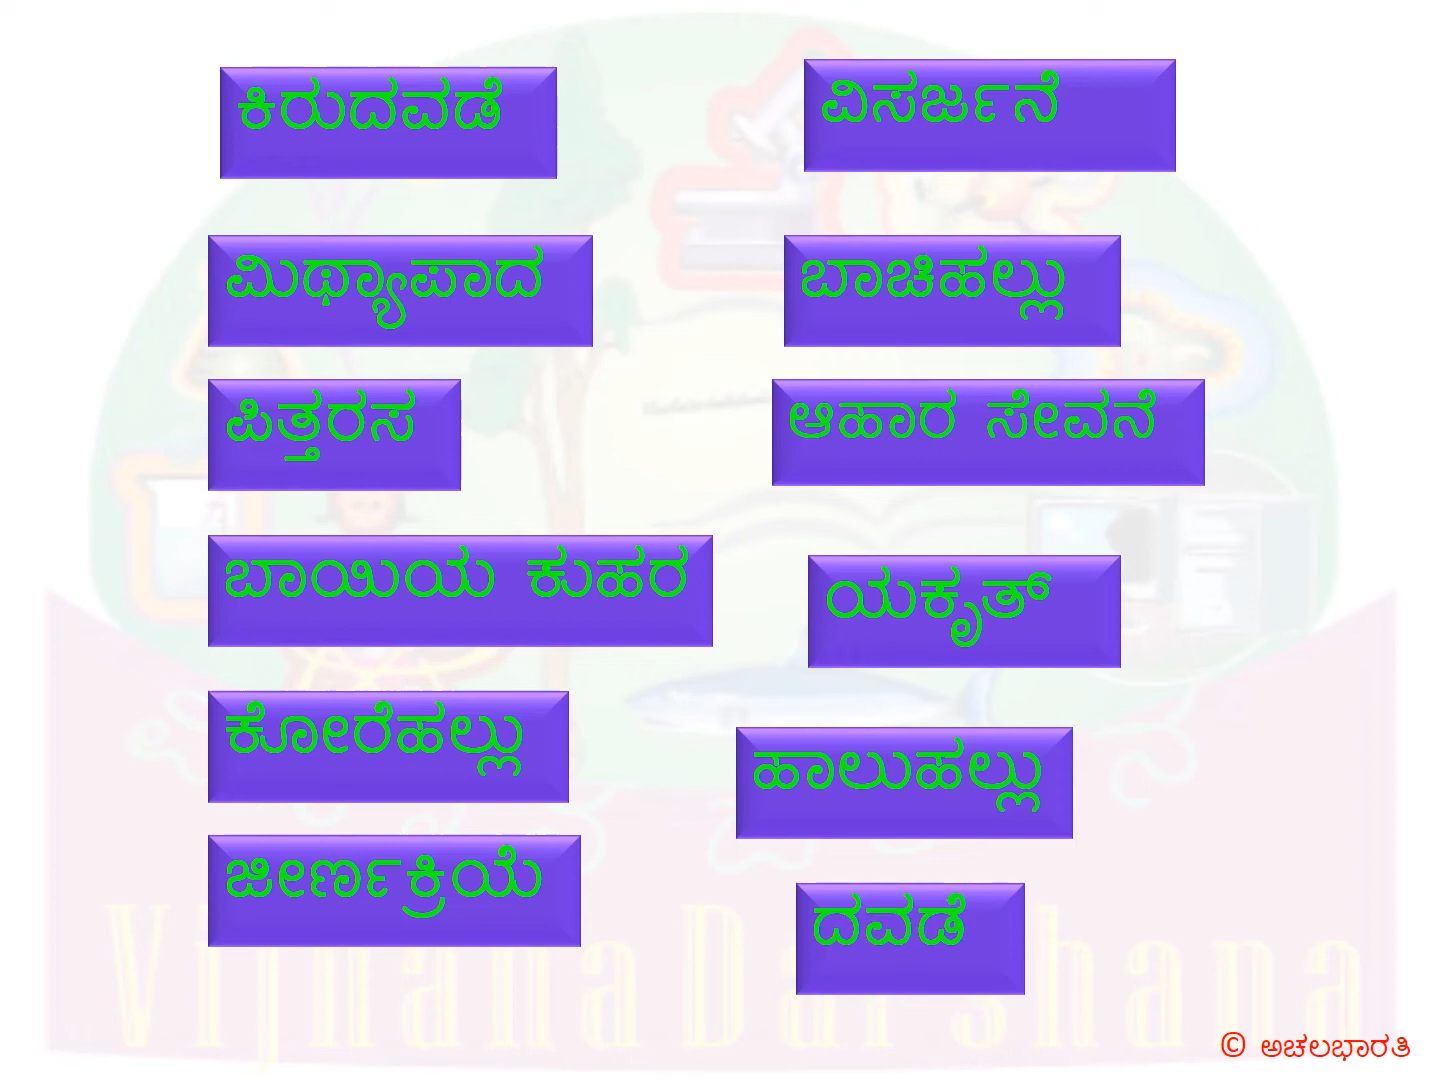 ಕಿರುದವಡೆ
ವಿಸರ್ಜನೆ
ಮಿಥ್ಯಾಪಾದ
ಬಾಚಿಹಲ್ಲು
ಪಿತ್ತರಸ
ಆಹಾರ ಸೇವನೆ
ಬಾಯಿಯ ಕುಹರ
ಯಕೃತ್
ಕೋರೆಹಲ್ಲು
ಹಾಲುಹಲ್ಲು
ಜೀರ್ಣಕ್ರಿಯೆ
ದವಡೆ
Vijnana Darshana
© ಅಚಲಭಾರತಿ